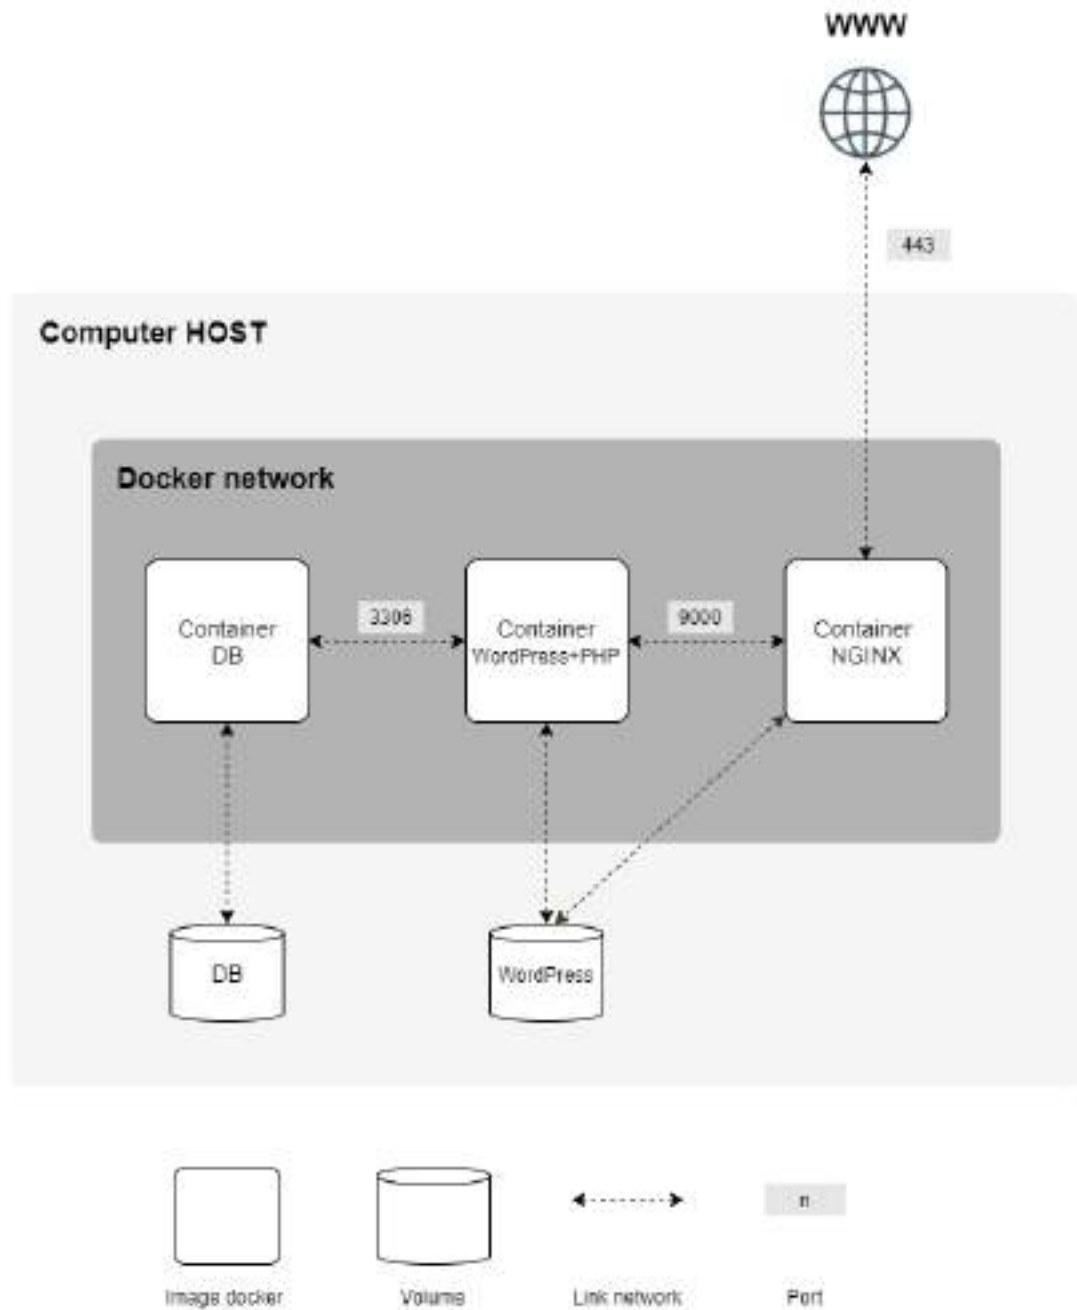 WWW
443
Computer HOST
Docker network
3306
9000
Container
DB
Container
WordPress+PHP
Container
NGINX
DB
WordPress
n
Image docker
Volume
Link network
Port